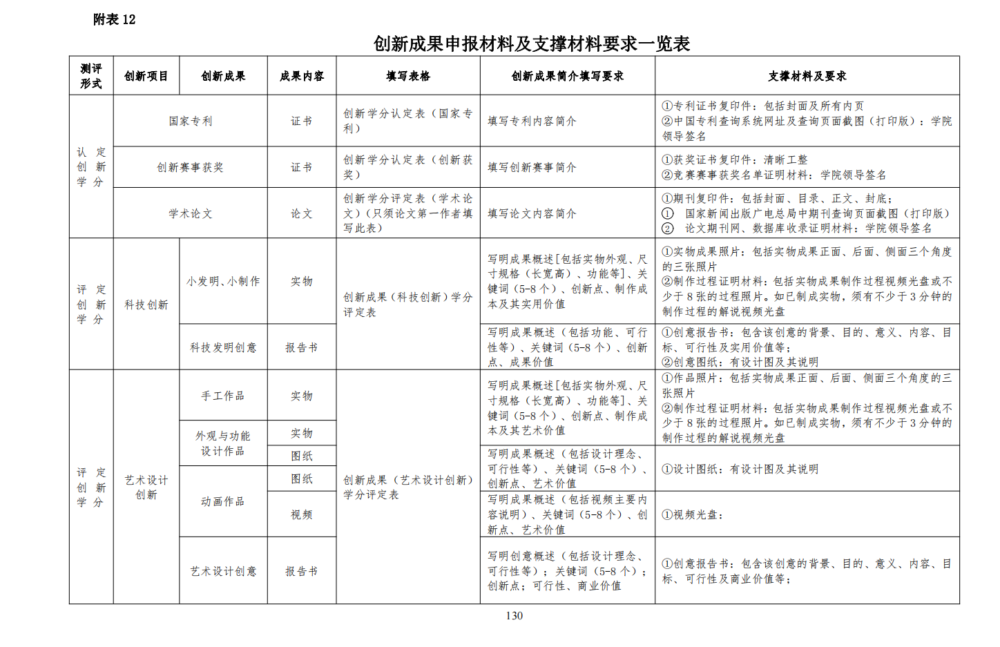 附表 12
创新成果申报材料及支撑材料要求一览表
测评
形式
创新项目
创新成果
成果内容
填写表格
创新成果简介填写要求
支撑材料及要求
认 定
创 新
学 分
国家专利
证书
创新学分认定表（国家专
利）
填写专利内容简介
①专利证书复印件：包括封面及所有内页
②中国专利查询系统网址及查询页面截图（打印版）：学院
领导签名
创新赛事获奖
证书
创新学分认定表（创新获
奖）
填写创新赛事简介
①获奖证书复印件：清晰工整
②竞赛赛事获奖名单证明材料：学院领导签名
学术论文
论文
创新学分评定表（学术论
文）（只须论文第一作者填
写此表）
填写论文内容简介
①期刊复印件：包括封面、目录、正文、封底；
① 国家新闻出版广电总局中期刊查询页面截图（打印版）
② 论文期刊网、数据库收录证明材料：学院领导签名
评 定
创 新
学 分
科技创新
小发明、小制作
实物
创新成果（科技创新）学分
评定表
写明成果概述[包括实物外观、尺
寸规格（长宽高）、功能等]、关
键词（5-8 个）、创新点、制作成
本及其实用价值
①实物成果照片：包括实物成果正面、后面、侧面三个角度
的三张照片
②制作过程证明材料：包括实物成果制作过程视频光盘或不
少于 8 张的过程照片。如已制成实物，须有不少于 3 分钟的
制作过程的解说视频光盘
科技发明创意
报告书
写明成果概述（包括功能、可行
性等）、关键词（5-8 个）、创新
点、成果价值
①创意报告书：包含该创意的背景、目的、意义、内容、目
标、可行性及实用价值等；
②创意图纸：有设计图及其说明
评 定
创 新
学 分
艺术设计
创新
手工作品
实物
创新成果（艺术设计创新）
学分评定表
写明成果概述[包括实物外观、尺
寸规格（长宽高）、功能等]、关
键词（5-8 个）、创新点、制作成
本及其艺术价值
①作品照片：包括实物成果正面、后面、侧面三个角度的三
张照片
②制作过程证明材料：包括实物成果制作过程视频光盘或不
少于 8 张的过程照片。如已制成实物，须有不少于 3 分钟的
制作过程的解说视频光盘
外观与功能
设计作品
实物
图纸
写明成果概述（包括设计理念、
可行性等）、关键词（5-8 个）、
创新点、艺术价值
①设计图纸：有设计图及其说明
动画作品
图纸
视频
写明成果概述（包括视频主要内
容说明）、关键词（5-8 个）、创
新点、艺术价值
①视频光盘：
艺术设计创意
报告书
写明创意概述（包括设计理念、
可行性等）；关键词（5-8 个）；
创新点；可行性、商业价值
①创意报告书：包含该创意的背景、目的、意义、内容、目
标、可行性及商业价值等；
130